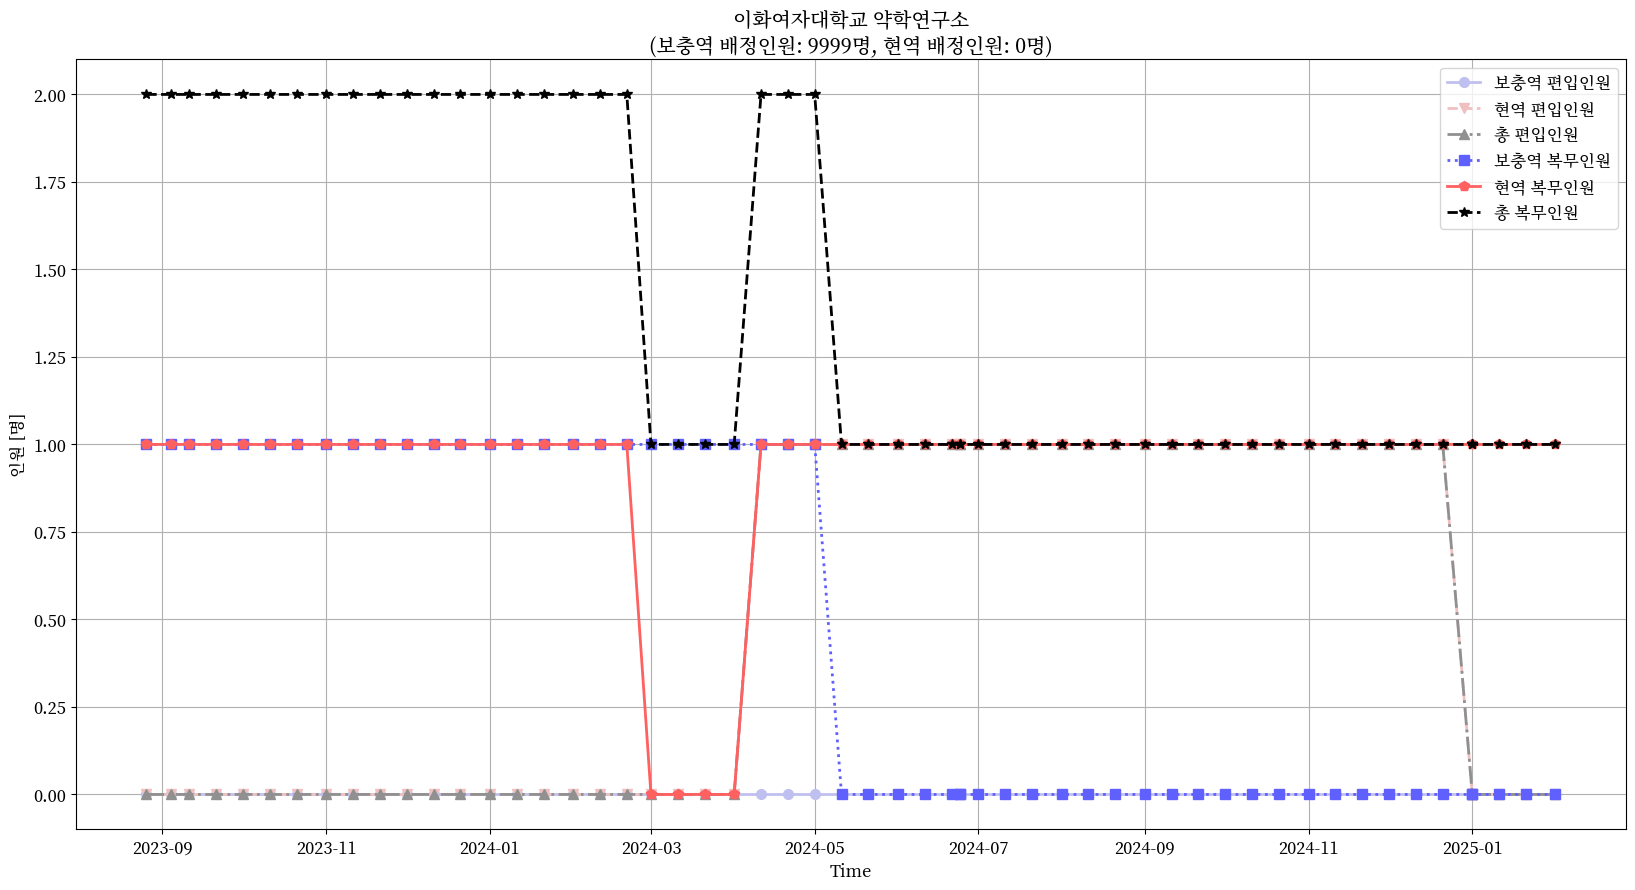 이화여자대학교 약학연구소
(보충역 배정인원: 9999명, 현역 배정인원: 0명)
보충역 편입인원
현역 편입인원
총 편입인원
보충역 복무인원
현역 복무인원
총 복무인원
인원 [명]
2.00
1.75
1.50
1.25
1.00
0.75
0.50
0.25
0.00
2023-09
2023-11
2024-01
2024-03
2024-05
2024-07
2024-09
2024-11
2025-01
Time